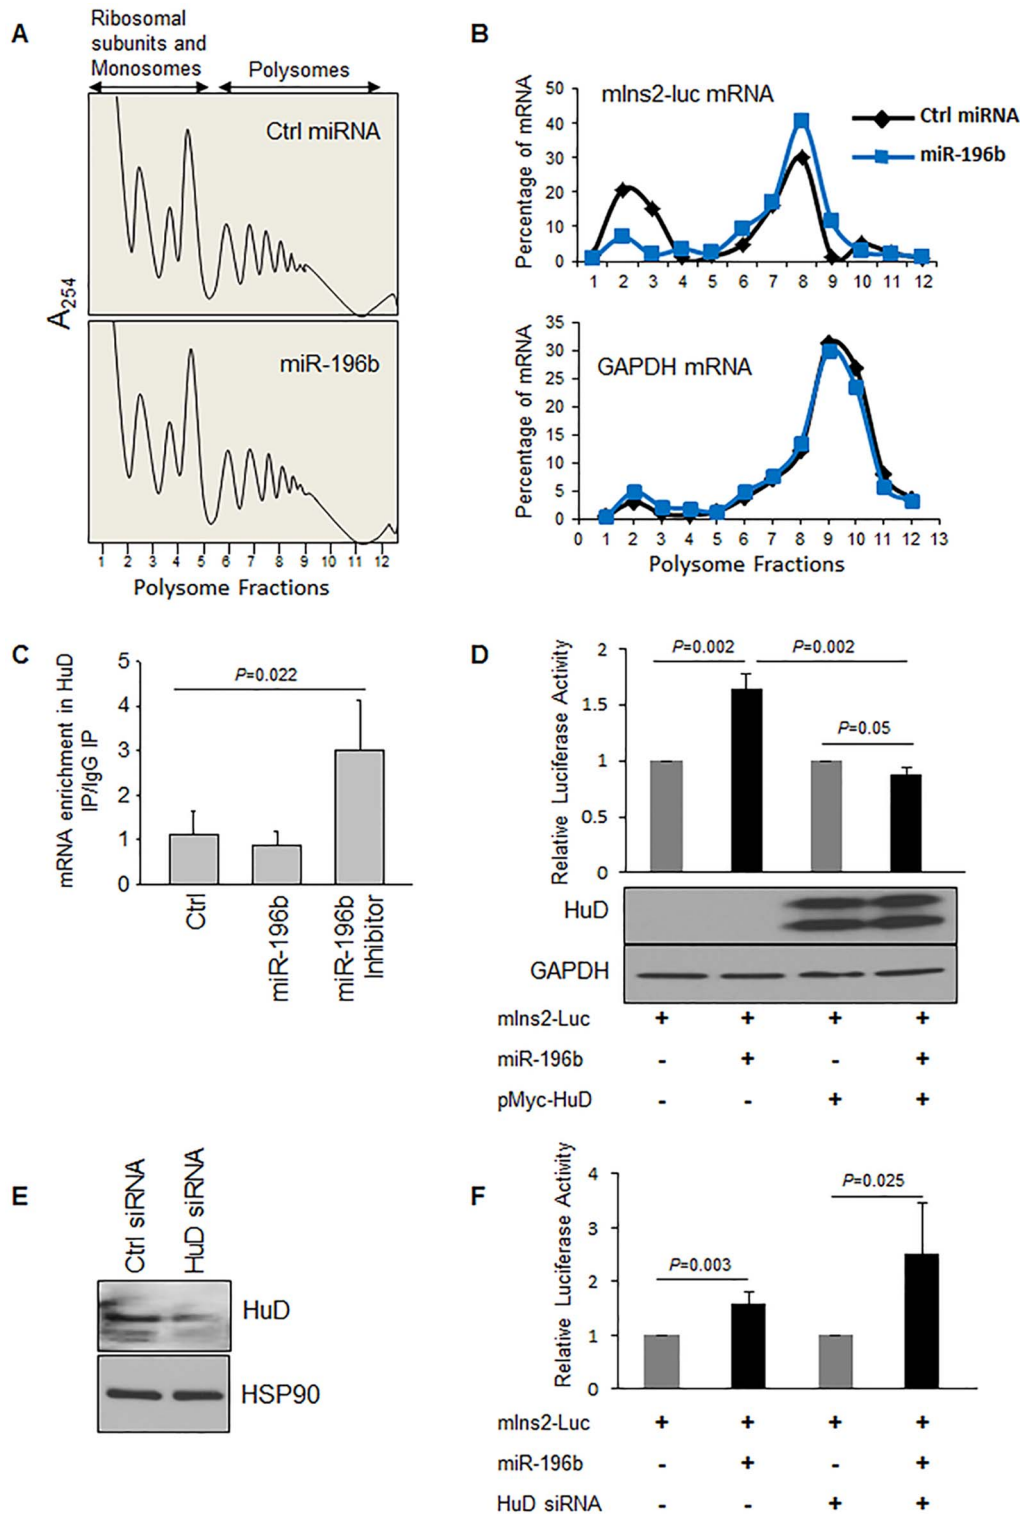 A
Ribosomal
subunits and
Monosomes
Polysomes
Ctrl miRNA
miR-196b
A254
1 2 3 4 5 6 7 8 9 10 11 12
Polysome Fractions
B
mIns2-luc mRNA
Ctrl miRNA
miR-196b
Percentage of mRNA
50
40
30
20
10
0
1 2 3 4 5 6 7 8 9 10 11 12
GAPDH mRNA
Percentage of mRNA
35
30
25
20
15
10
5
0
0 1 2 3 4 5 6 7 8 9 10 11 12 13
Polysome Fractions
C
mRNA enrichment in HuD
IP/IgG IP
5
4
3
2
1
0
P=0.022
Ctrl
miR-196b
miR-196b
Inhibitor
D
Relative Luciferase Activity
2
1.5
1
0.5
0
P=0.002
P=0.002
P=0.05
HuD
GAPDH
mIns2-Luc + + + +
miR-196b - + - +
pMyc-HuD - - + +
E
Ctrl siRNA
HuD siRNA
HuD
HSP90
F
Relative Luciferase Activity
4
3
2
1
0
P=0.003
P=0.025
mIns2-Luc + + + +
miR-196b - + - +
HuD siRNA - - + +